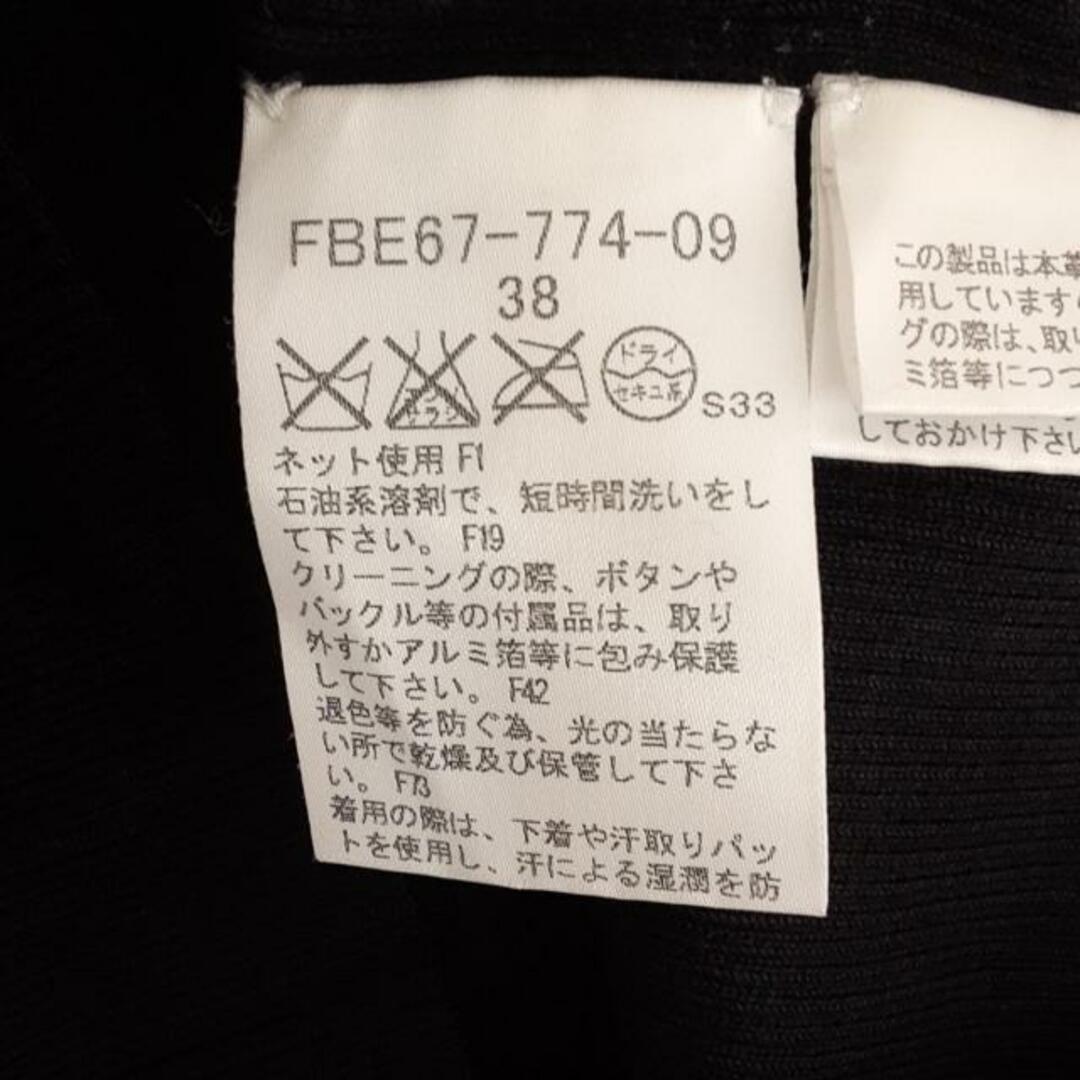 FBE67-774-09
38
ドライ
セキユ系
エンソ
サラシ
S33
ネット使用 F1
石油系溶剤で、短時間洗いをし
て下さい。 F19
クリーニングの際、ボタンや
バックル等の付属品は、取り
外すかアルミ箔等に包み保護
して下さい。 F42
退色等を防ぐ為、光の当たらな
い所で乾燥及び保管して下さ
い。 F73
着用の際は、下着や汗取りパッ
トを使用し、汗による湿潤を防
この製品は本革
用しています
グの際は、取り
ミ箔等につつ
しておかけ下さい